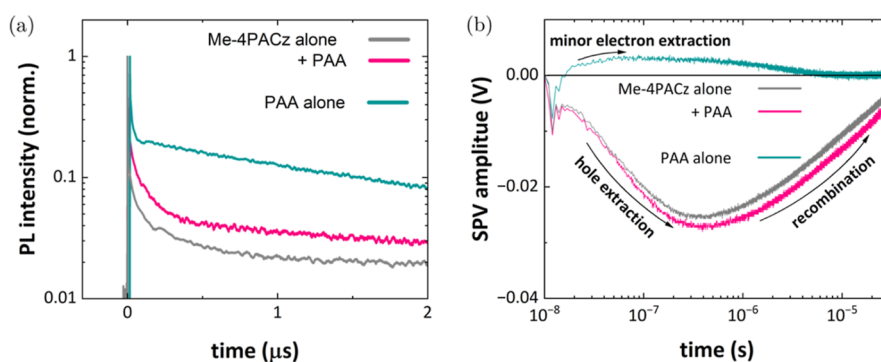 (a)
PL intensity (norm.)
1
0.1
0.01
Me-4PACz alone
+ PAA
PAA alone
0
1
2
time (μs)
(b)
SPV amplitue (V)
0.00
−0.02
−0.04
minor electron extraction
Me-4PACz alone
+ PAA
PAA alone
hole extraction
recombination
10⁻⁸
10⁻⁷
10⁻⁶
10⁻⁵
time (s)